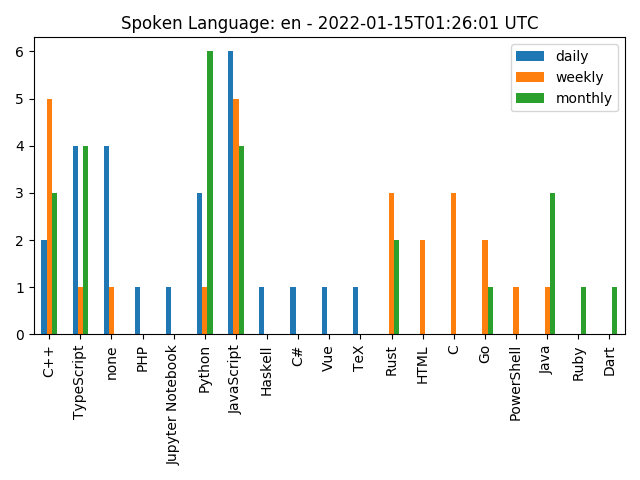 Spoken Language: en - 2022-01-15T01:26:01 UTC
daily
weekly
monthly
6
5
4
3
2
1
0
C++
TypeScript
none
PHP
Jupyter Notebook
Python
JavaScript
Haskell
C#
Vue
TeX
Rust
HTML
C
Go
PowerShell
Java
Ruby
Dart